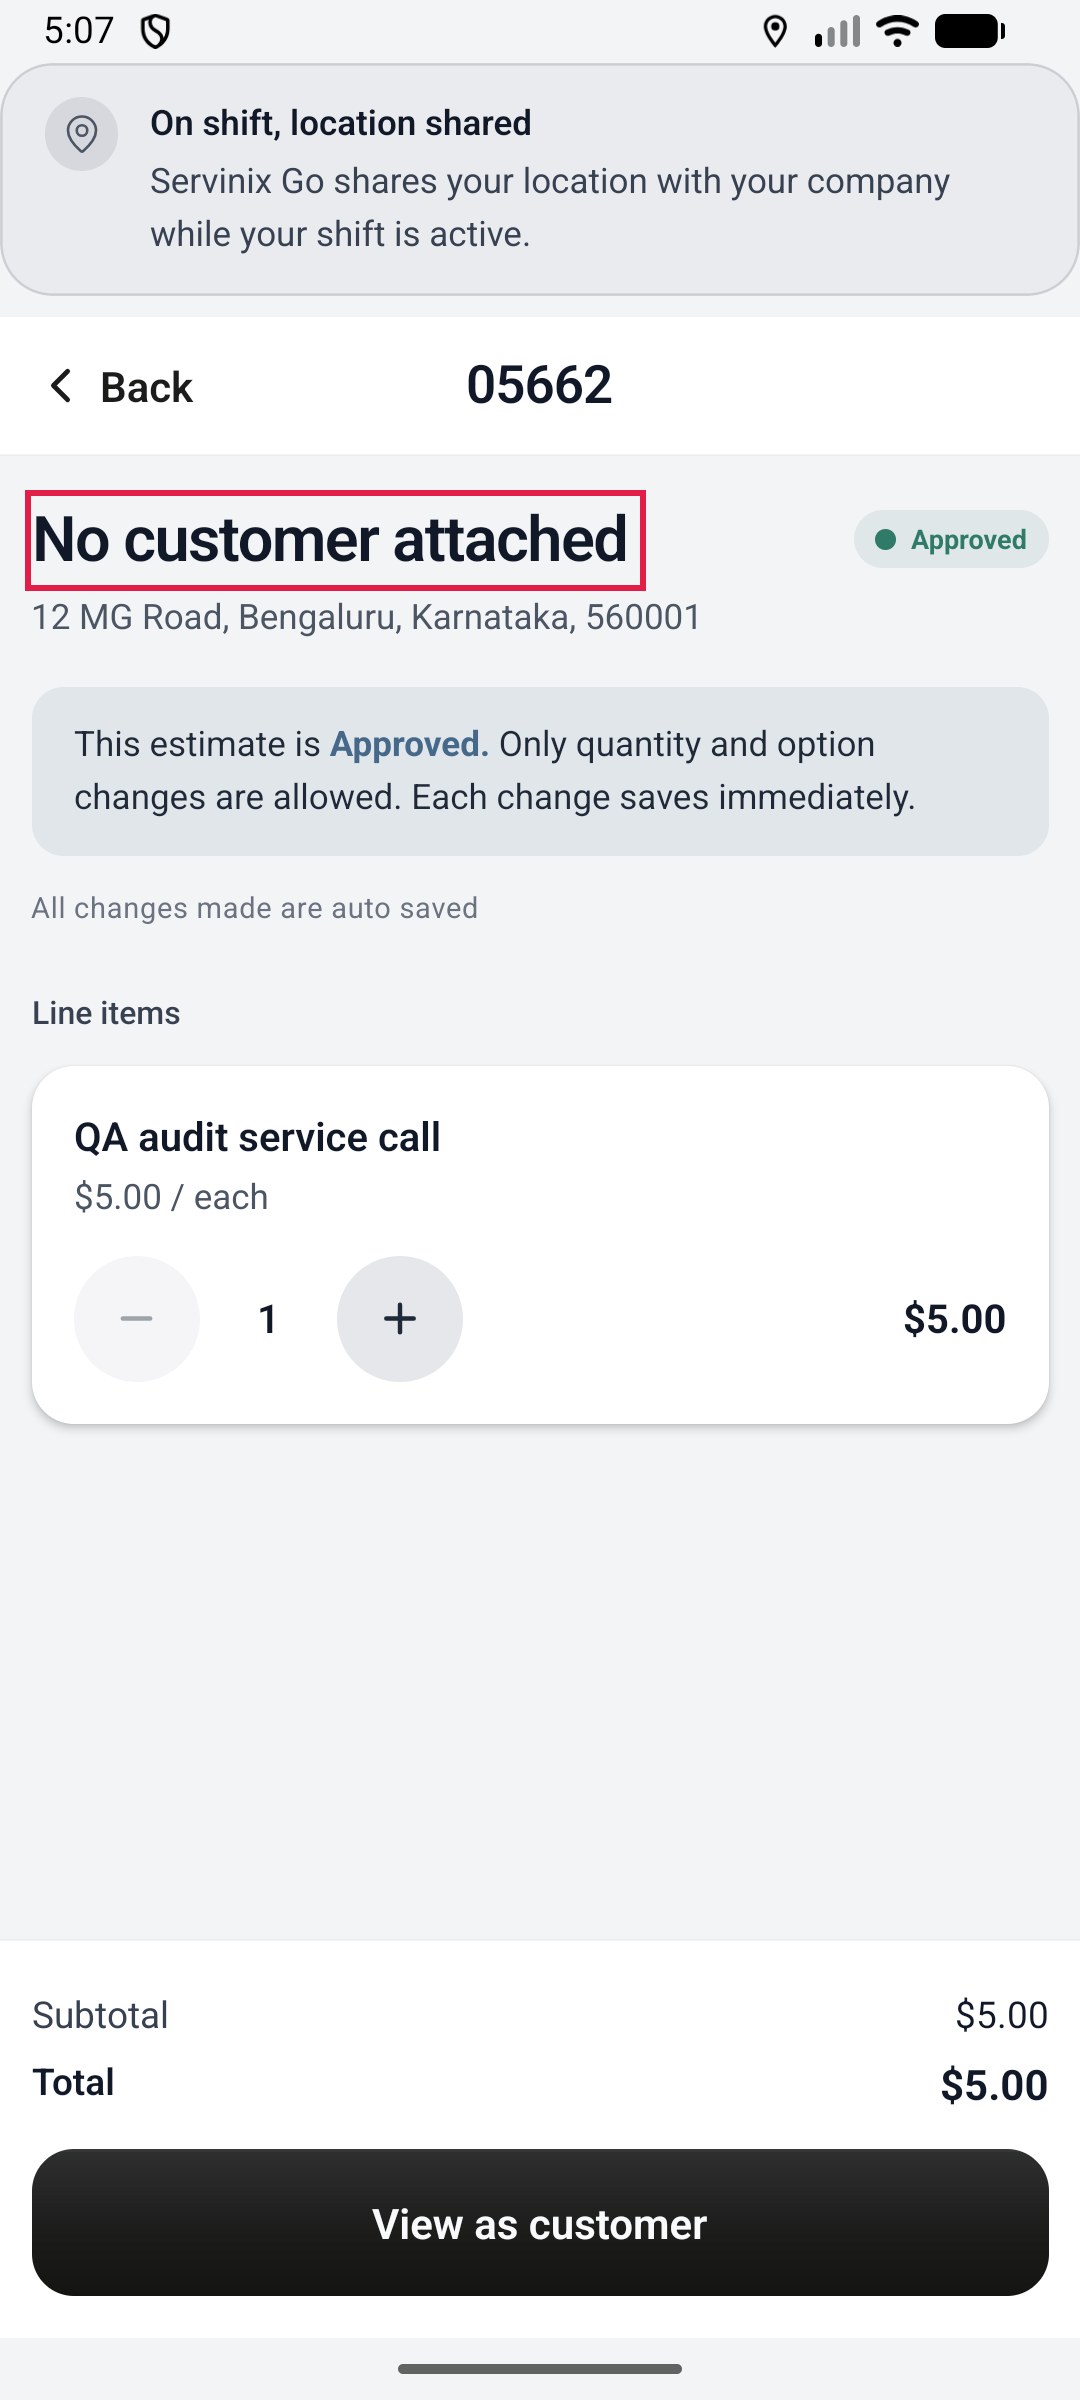 5:07
On shift, location shared
Servinix Go shares your location with your company
while your shift is active.
Back
05662
No customer attached
Approved
12 MG Road, Bengaluru, Karnataka, 560001
This estimate is Approved. Only quantity and option
changes are allowed. Each change saves immediately.
All changes made are auto saved
Line items
QA audit service call
$5.00 / each
1
$5.00
Subtotal
$5.00
Total
$5.00
View as customer